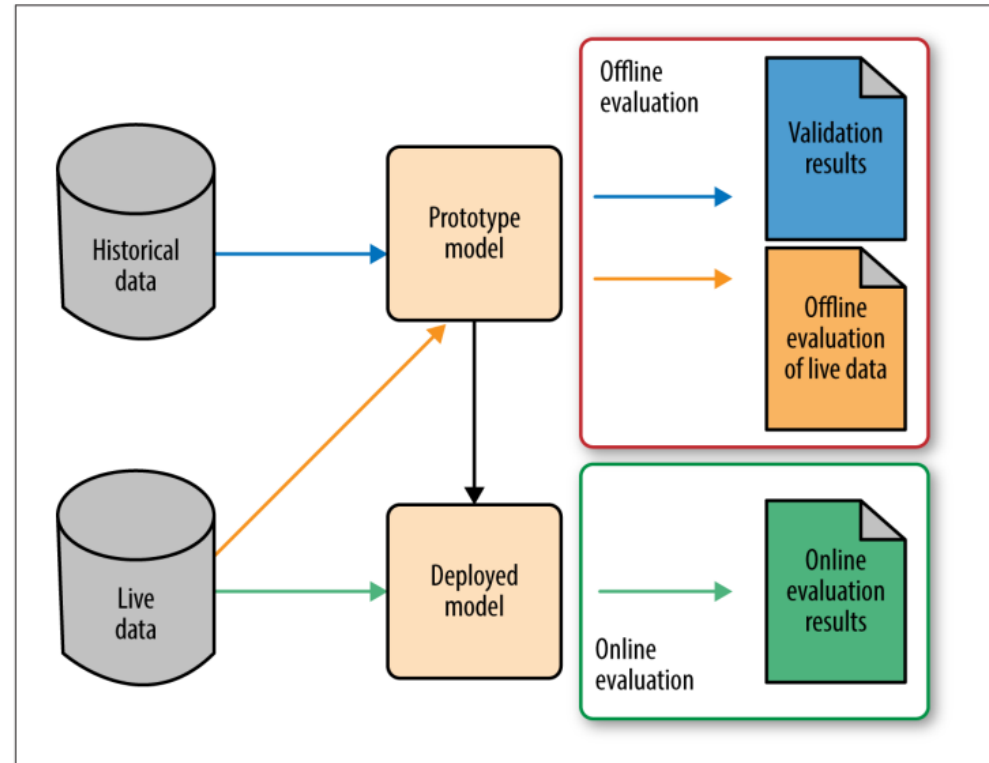 Offline
evaluation
Validation
results
Historical
data
Prototype
model
Offline
evaluation
of live data
Live
data
Deployed
model
Online
evaluation
results
Online
evaluation